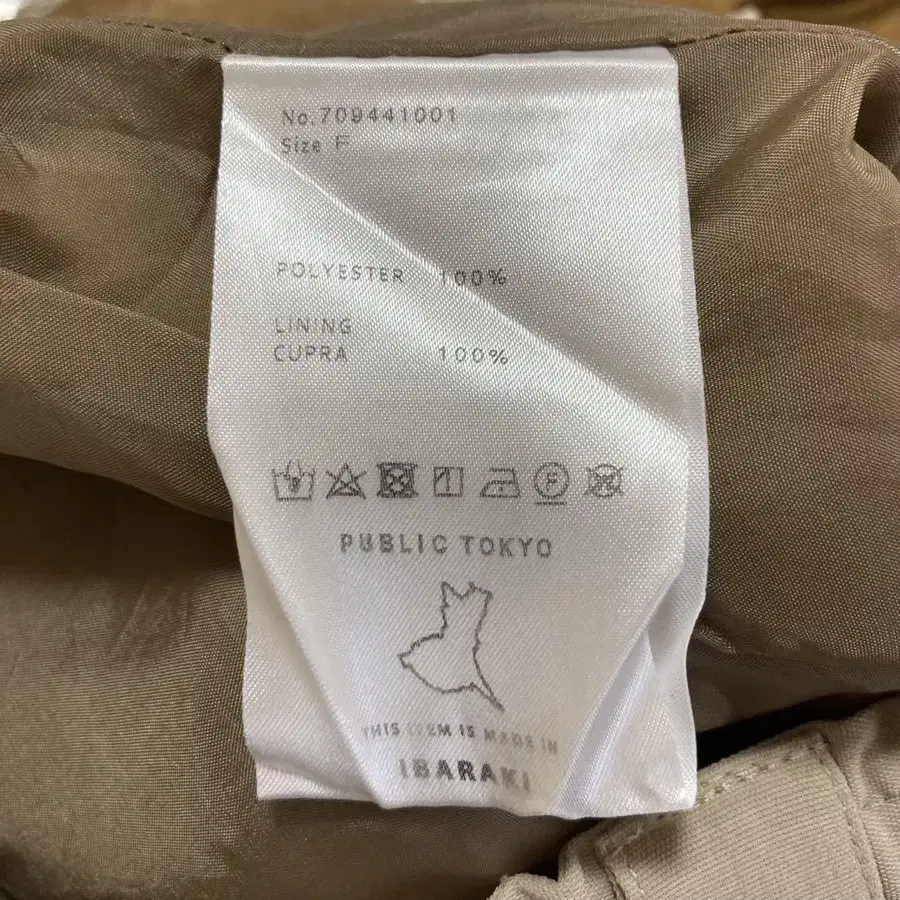 No.709441001
Size F
POLYESTER 100%
LINING
CUPRA 100%
F
PUBLIC TOKYO
THIS ITEM IS MADE IN
IBARAKI